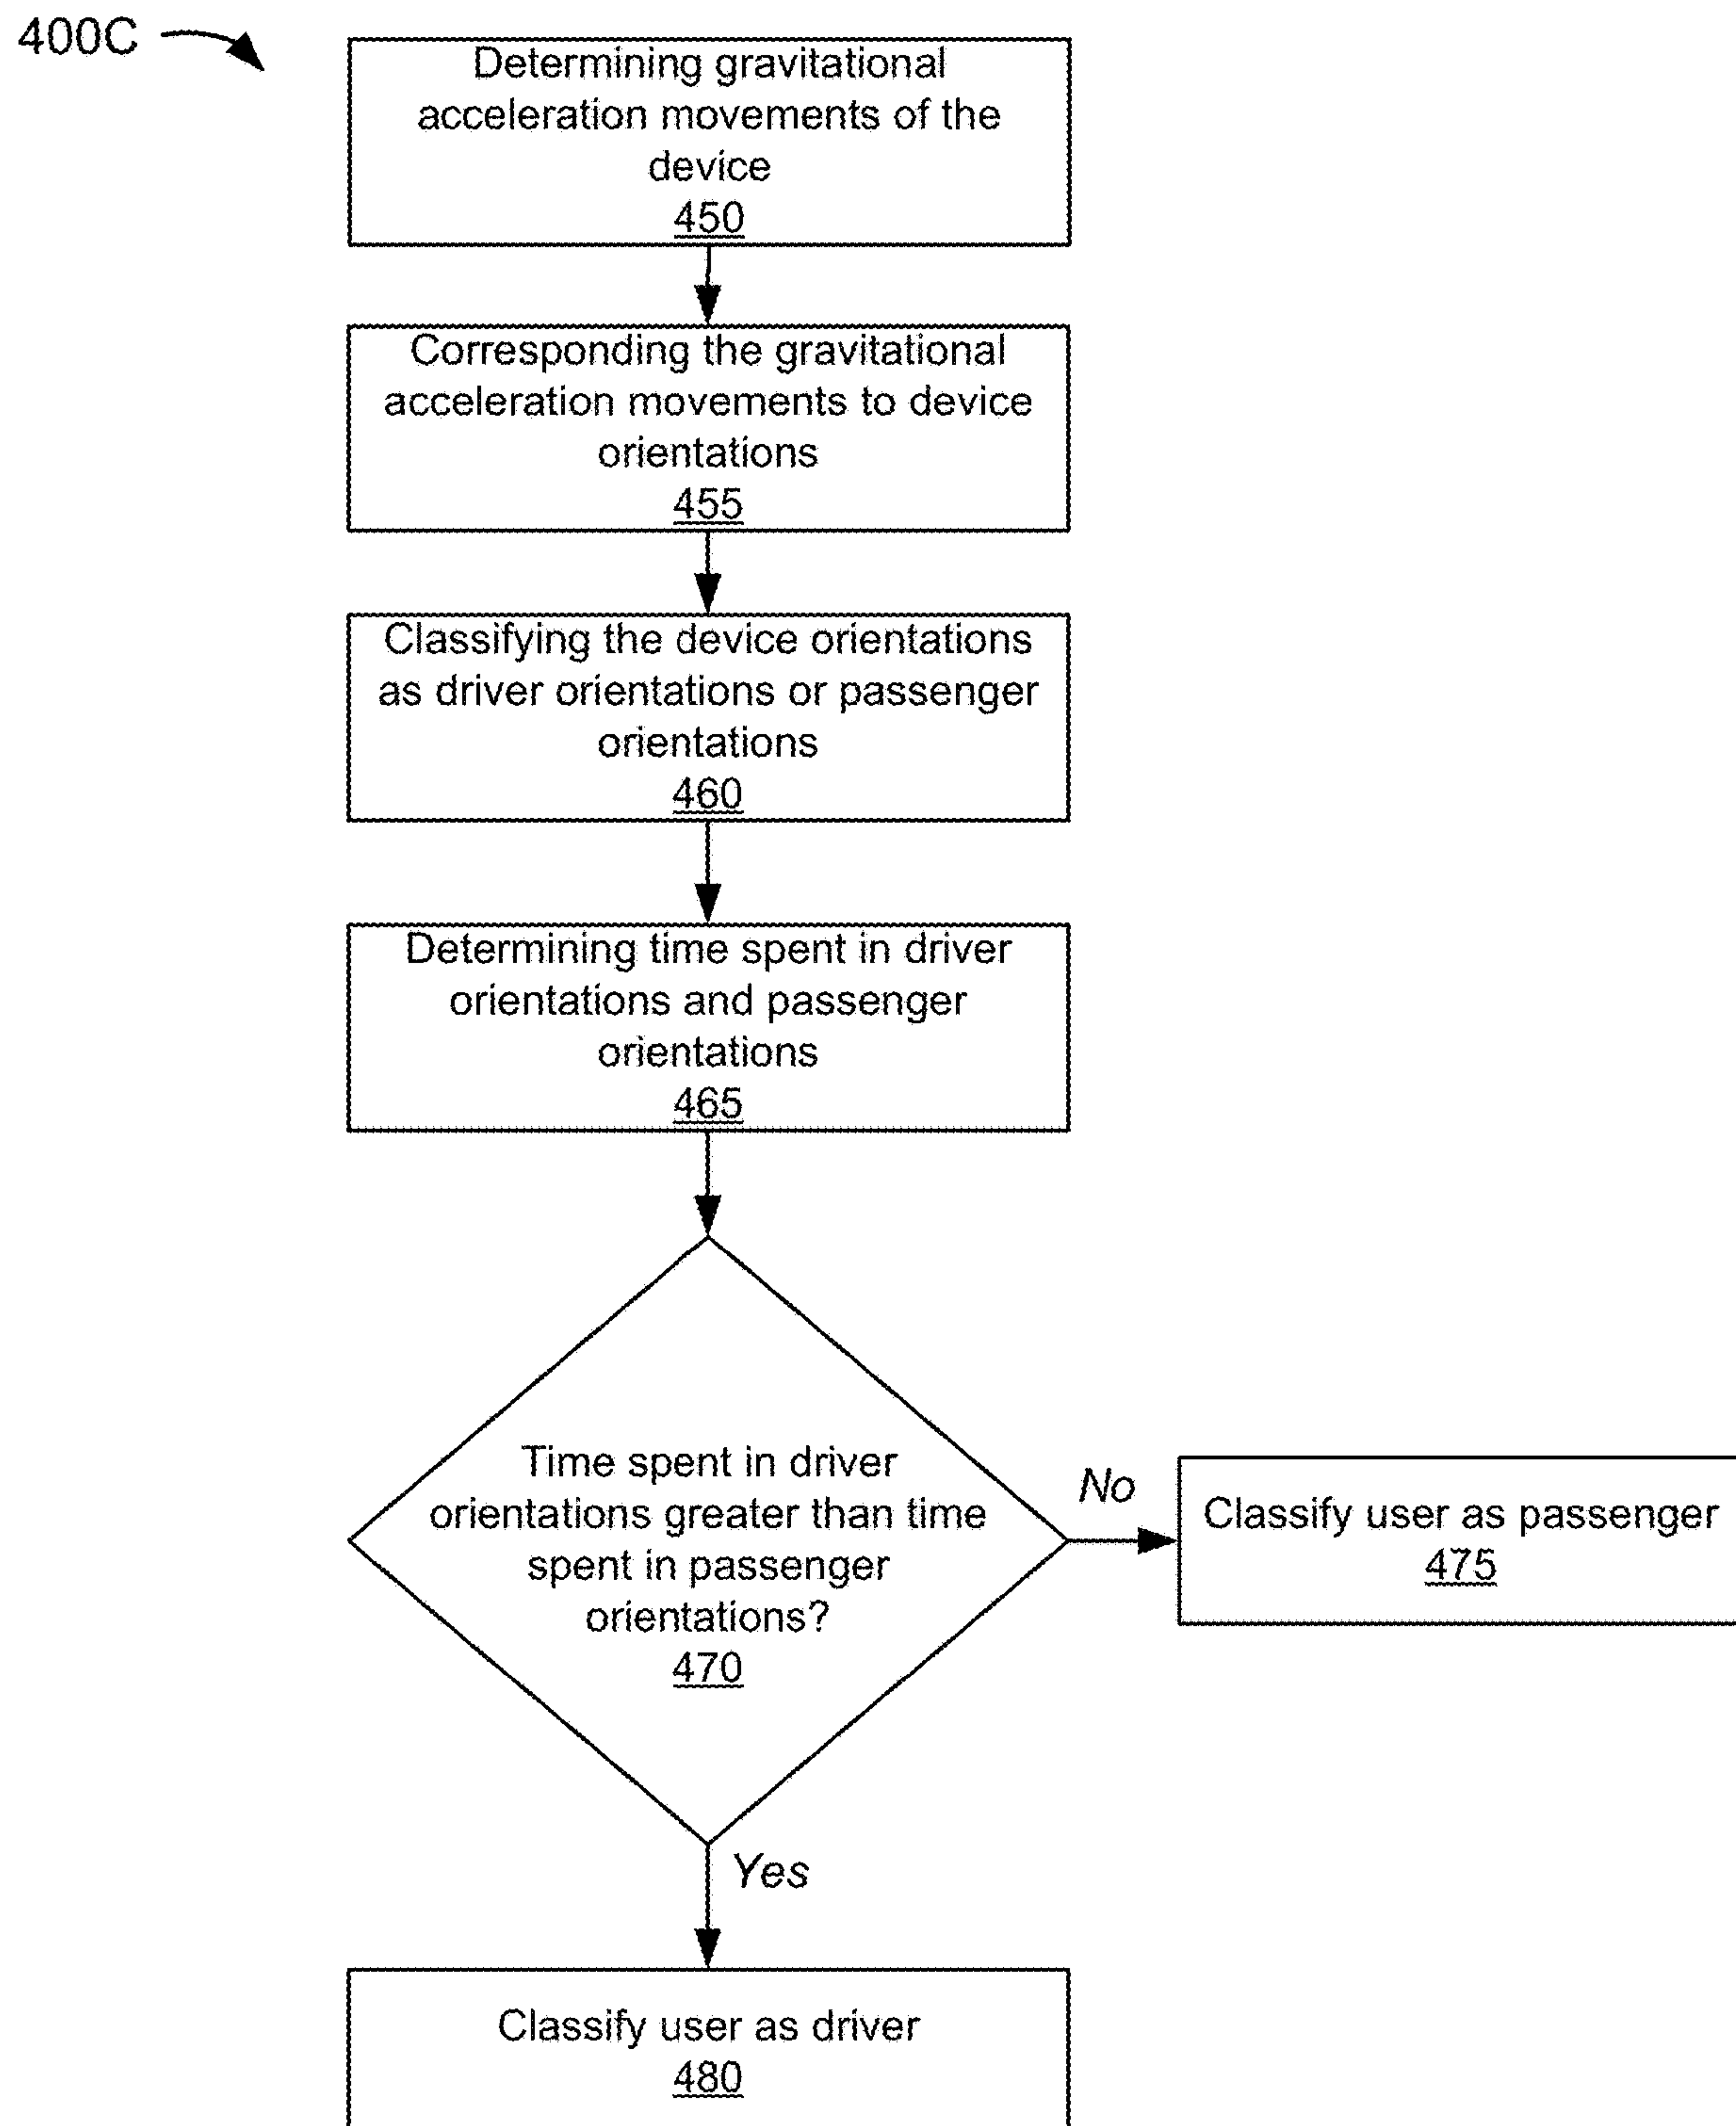 400C
Determining gravitational
acceleration movements of the
device
450
Corresponding the gravitational
acceleration movements to device
orientations
455
Classifying the device orientations
as driver orientations or passenger
orientations
460
Determining time spent in driver
orientations and passenger
orientations
465
Time spent in driver
orientations greater than time
spent in passenger
orientations?
470
No
Classify user as passenger
475
Yes
Classify user as driver
480